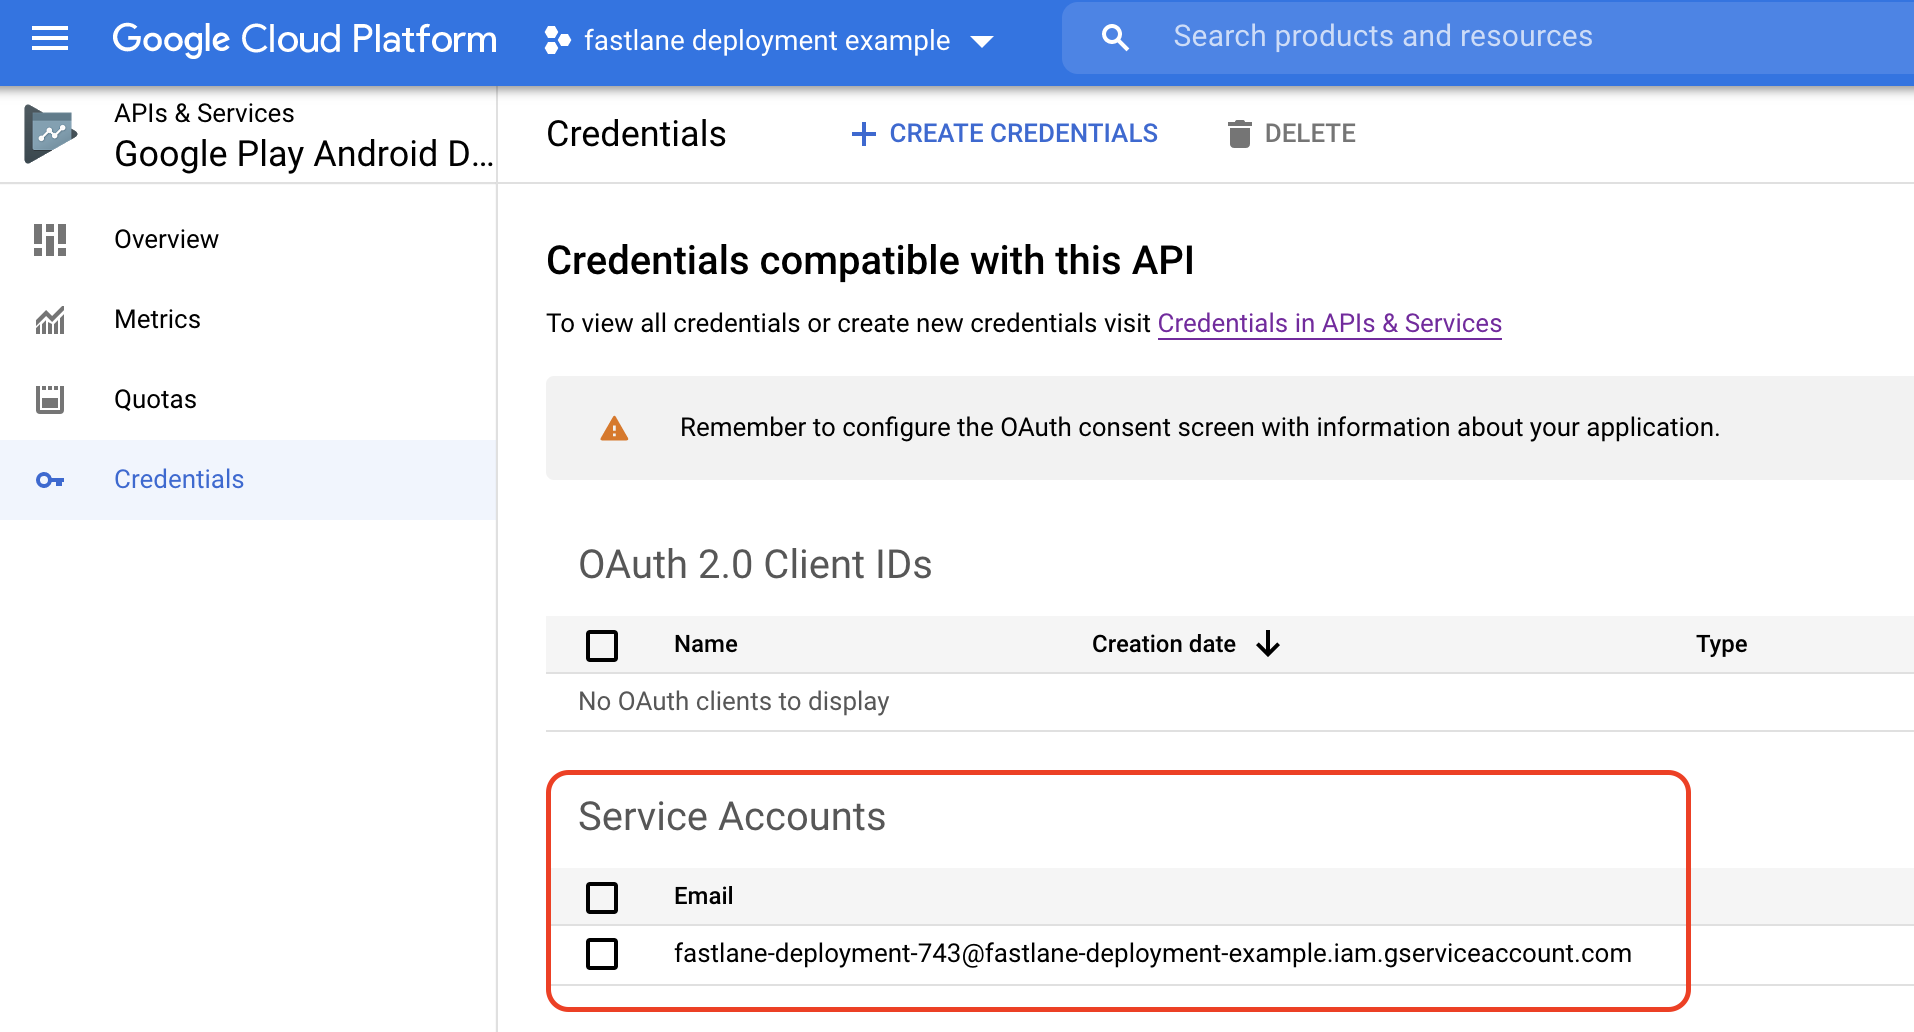 Google Cloud Platform
fastlane deployment example
Search products and resources
APIs & Services
Google Play Android D...
Credentials
CREATE CREDENTIALS
DELETE
Overview
Metrics
Quotas
Credentials
Credentials compatible with this API
To view all credentials or create new credentials visit Credentials in APIs & Services
Remember to configure the OAuth consent screen with information about your application.
OAuth 2.0 Client IDs
Name Creation date Type
No OAuth clients to display
Service Accounts
Email
fastlane-deployment-743@fastlane-deployment-example.iam.gserviceaccount.com